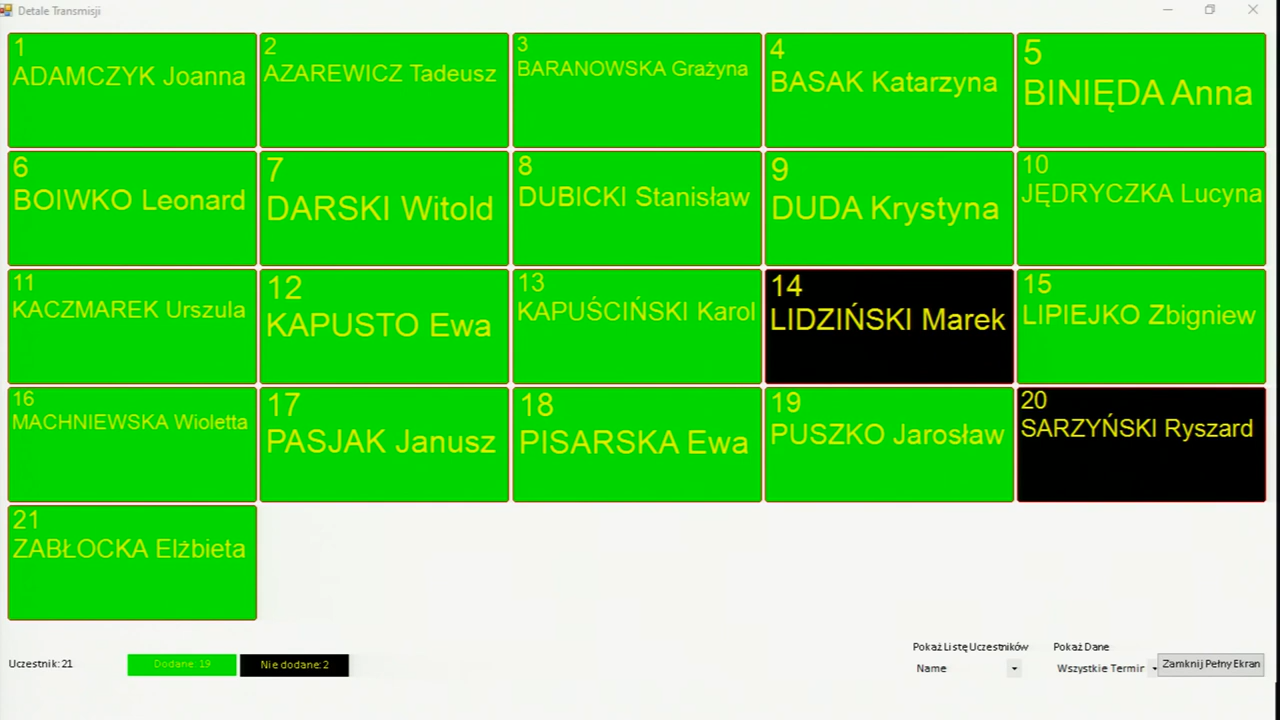 Detale Transmisji
1
ADAMCZYK Joanna
2
AZAREWICZ Tadeusz
3
BARANOWSKA Grażyna
4
BASAK Katarzyna
5
BINIĘDA Anna
6
BOIWKO Leonard
7
DARSKI Witold
8
DUBICKI Stanisław
9
DUDA Krystyna
10
JĘDRYCZKA Lucyna
11
KACZMAREK Urszula
12
KAPUSTO Ewa
13
KAPUŚCIŃSKI Karol
14
LIDZIŃSKI Marek
15
LIPIEJKO Zbigniew
16
MACHNIEWSKA Wioletta
17
PASJAK Janusz
18
PISARSKA Ewa
19
PUSZKO Jarosław
20
SARZYŃSKI Ryszard
21
ZABŁOCKA Elżbieta
Uczestnik: 21
Dodane: 19
Nie dodane: 2
Pokaż Listę Uczestników
Name
Pokaż Dane
Wszystkie Termir
Zamknij Pełny Ekran